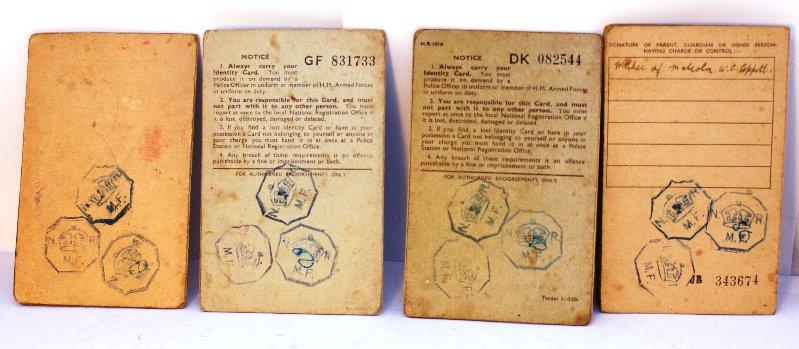 NOTICE GF 831733
1. Always carry your
Identity Card. You must
produce it on demand by a
Police Officer in uniform or member of H.M. Armed Forces
in uniform on duty.
2. You are responsible for this Card, and must
not part with it to any other person. You must
report at once to the local National Registration Office if
it is lost, destroyed, damaged or defaced.
3. If you find a lost Identity Card or have in your
possession a Card not belonging to yourself or anyone in
your charge you must hand it in at once at a Police
Station or National Registration Office.
4. Any breach of these requirements is an offence
punishable by a fine or imprisonment or both.
FOR AUTHORISED ENDORSEMENTS ONLY
N.R. 107A
NOTICE DK 082544
1. Always carry your
Identity Card. You must
produce it on demand by a
Police Officer in uniform or member of H.M. Armed Forces
in uniform on duty.
2. You are responsible for this Card, and must
not part with it to any other person. You must
report at once to the local National Registration Office if
it is lost, destroyed, damaged or defaced.
3. If you find a lost Identity Card or have in your
possession a Card not belonging to yourself or anyone in
your charge you must hand it in at once at a Police
Station or National Registration Office.
4. Any breach of these requirements is an offence
punishable by a fine or imprisonment or both.
FOR AUTHORISED ENDORSEMENTS ONLY.
SIGNATURE OF PARENT, GUARDIAN OR OTHER PERSON
HAVING CHARGE OR CONTROL:—
Mother of Malcolm W.
N. M.F.
N. R. M.F.
M.F.
N. M.F.
M.F.
M.F.
N. R.
N. M.F.
N. R. M.F.
M.F.
JB 343674